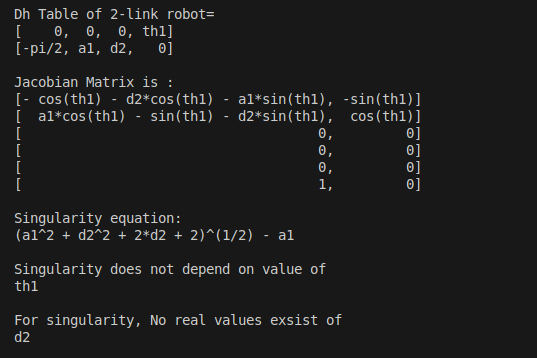 Dh Table of 2-link robot=
[    0,  0,  0, th1]
[-pi/2, a1, d2,   0]
Jacobian Matrix is :
[- cos(th1) - d2*cos(th1) - a1*sin(th1), -sin(th1)]
[  a1*cos(th1) - sin(th1) - d2*sin(th1),  cos(th1)]
[                                     0,         0]
[                                     0,         0]
[                                     0,         0]
[                                     1,         0]
Singularity equation:
(a1^2 + d2^2 + 2*d2 + 2)^(1/2) - a1
Singularity does not depend on value of
th1
For singularity, No real values exsist of
d2